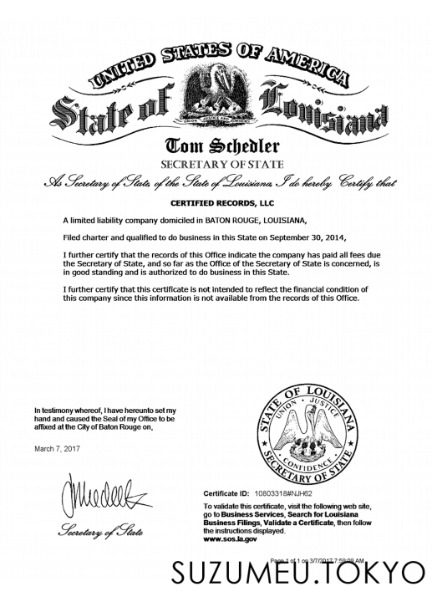 UNITED STATES OF AMERICA
State of Louisiana
Tom Schedler
SECRETARY OF STATE
As Secretary of State, of the State of Louisiana, I do hereby Certify that
CERTIFIED RECORDS, LLC
A limited liability company domiciled in BATON ROUGE, LOUISIANA,
Filed charter and qualified to do business in this State on September 30, 2014,
I further certify that the records of this Office indicate the company has paid all fees due
the Secretary of State, and so far as the Office of the Secretary of State is concerned, is
in good standing and is authorized to do business in this State.
I further certify that this certificate is not intended to reflect the financial condition of
this company since this information is not available from the records of this Office.
In testimony whereof, I have hereunto set my
hand and caused the Seal of my Office to be
affixed at the City of Baton Rouge on,
March 7, 2017
STATE OF LOUISIANA
UNION JUSTICE
CONFIDENCE
SECRETARY OF STATE
Secretary of State
Certificate ID: 10803318#NJH62
To validate this certificate, visit the following web site,
go to Business Services, Search for Louisiana
Business Filings, Validate a Certificate, then follow
the instructions displayed.
www.sos.la.gov
Page 1 of 1 on 3/7/2017
SUZUMEU.TOKYO